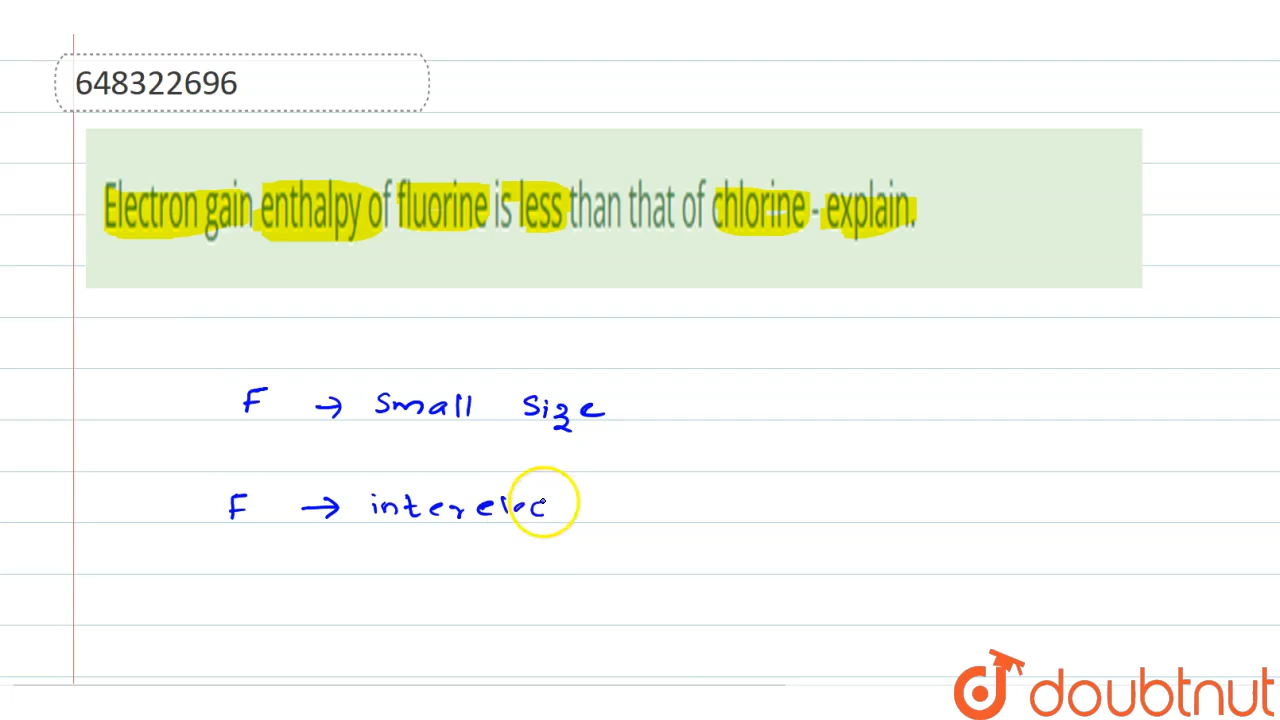 648322696
Electron gain enthalpy of fluorine is less than that of chlorine - explain.
F → small size
F → interelec
doubtnut